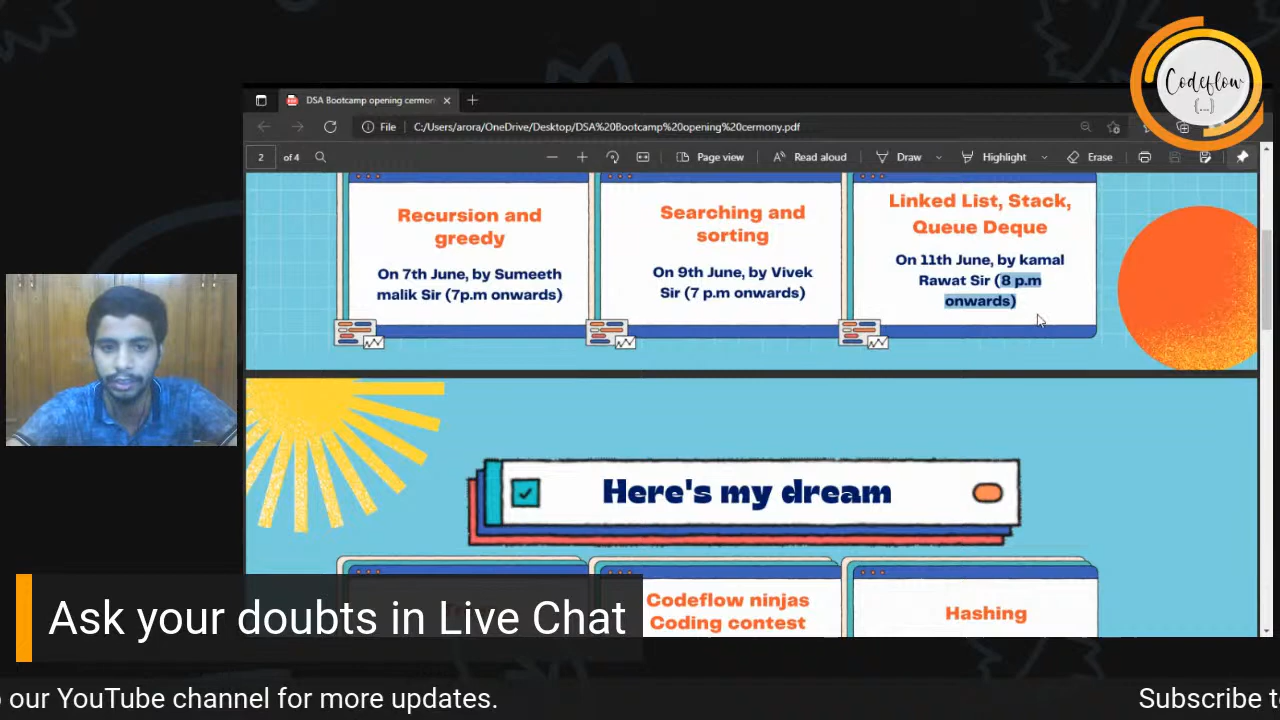 Codeflow
{...}
DSA Bootcamp opening cermon
File C:/Users/arora/OneDrive/Desktop/DSA%20Bootcamp%20opening%20cermony.pdf
2 of 4 Page view Read aloud Draw Highlight Erase
Recursion and
greedy
On 7th June, by Sumeeth
malik Sir (7p.m onwards)
Searching and
sorting
On 9th June, by Vivek
Sir (7 p.m onwards)
Linked List, Stack,
Queue Deque
On 11th June, by kamal
Rawat Sir (8 p.m
onwards)
Here's my dream
Codeflow ninjas
Coding contest
Hashing
Ask your doubts in Live Chat
our YouTube channel for more updates.
Subscribe